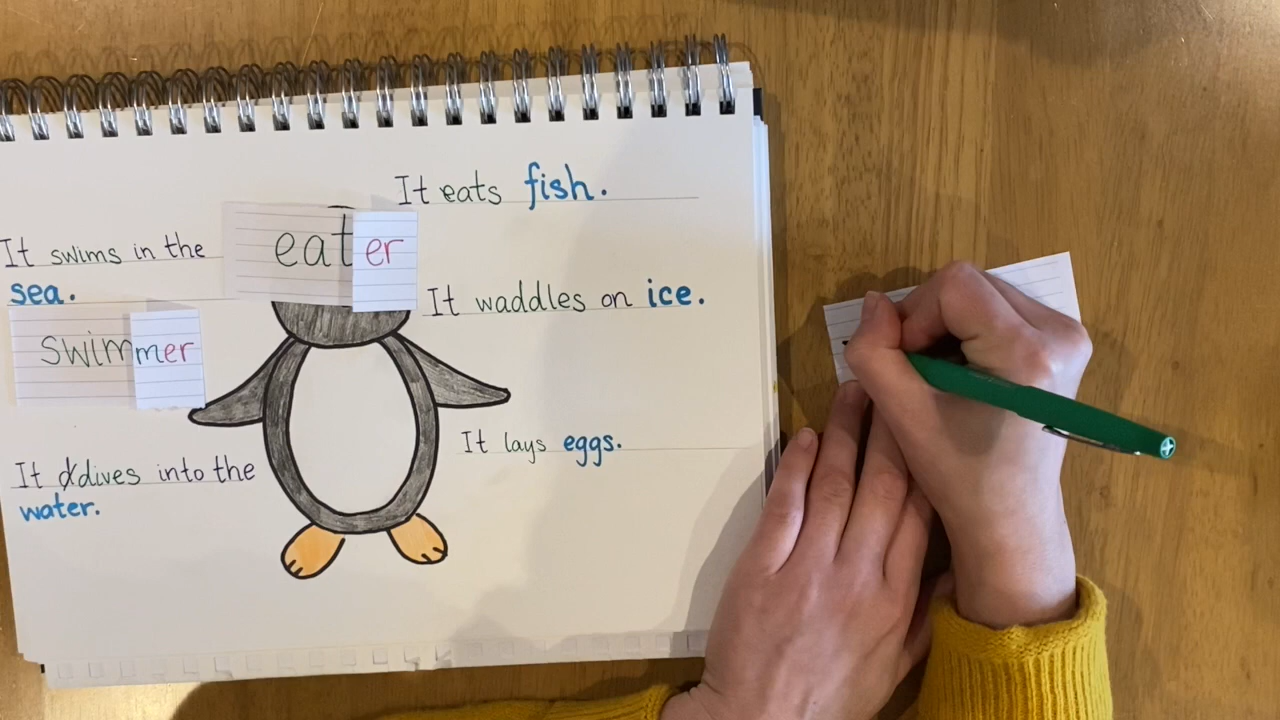 It eats fish.
eater
It swims in the
sea.
It waddles on ice.
swimmer
It lays eggs.
It ddives into the
water.